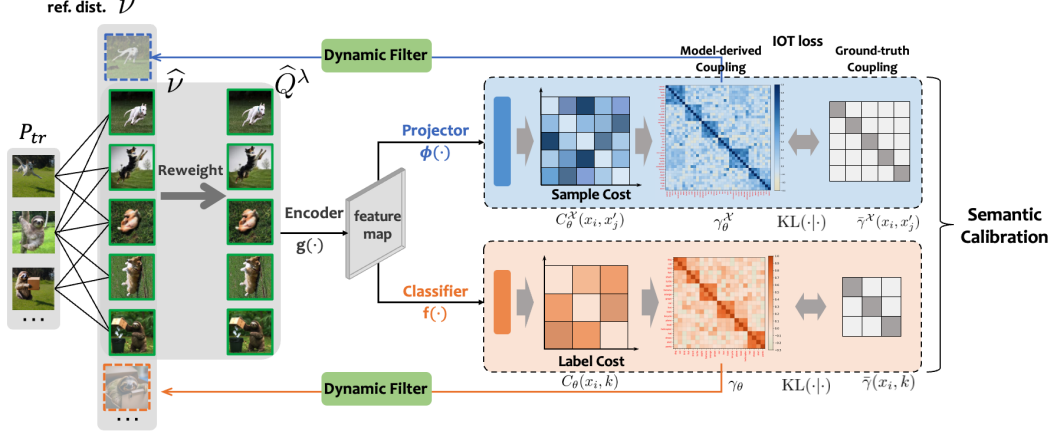 ref. dist. ν
Dynamic Filter
IOT loss
Model-derived
Coupling
Ground-truth
Coupling
ν̂
Q̂^λ
P_tr
Reweight
Projector
ϕ(·)
Sample Cost
C_θ^𝒳(x_i, x'_j)
γ_θ^𝒳
KL(·|·)
γ̄^𝒳(x_i, x'_j)
Encoder
g(·)
feature
map
Semantic
Calibration
Classifier
f(·)
Label Cost
C_θ(x_i, k)
γ_θ
KL(·|·)
γ̄(x_i, k)
Dynamic Filter
...
...